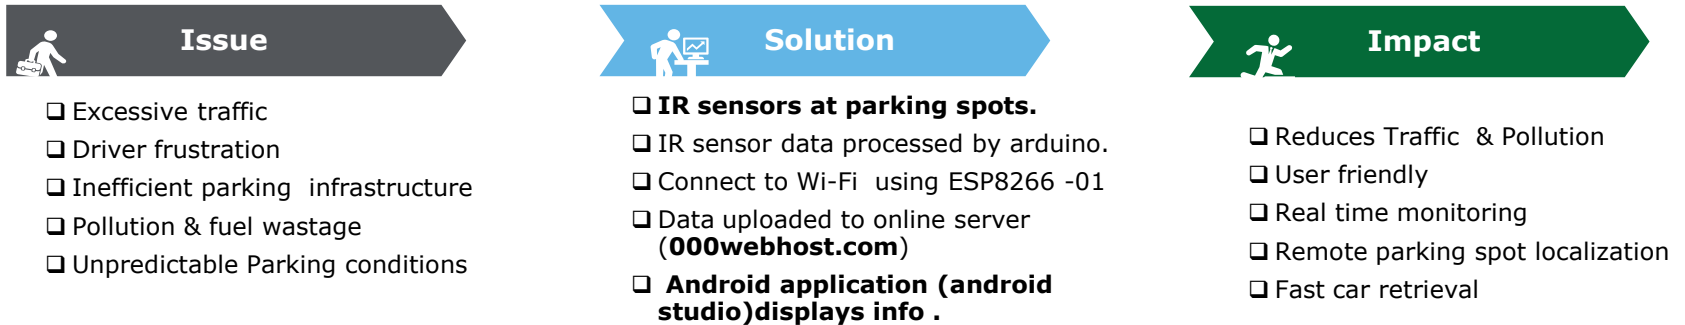 Issue
❑ Excessive traffic
❑ Driver frustration
❑ Inefficient parking  infrastructure
❑ Pollution & fuel wastage
❑ Unpredictable Parking conditions
Solution
❑ IR sensors at parking spots.
❑ IR sensor data processed by arduino.
❑ Connect to Wi-Fi  using ESP8266 -01
❑ Data uploaded to online server
(000webhost.com)
❑ Android application (android
studio)displays info .
Impact
❑ Reduces Traffic  & Pollution
❑ User friendly
❑ Real time monitoring
❑ Remote parking spot localization
❑ Fast car retrieval